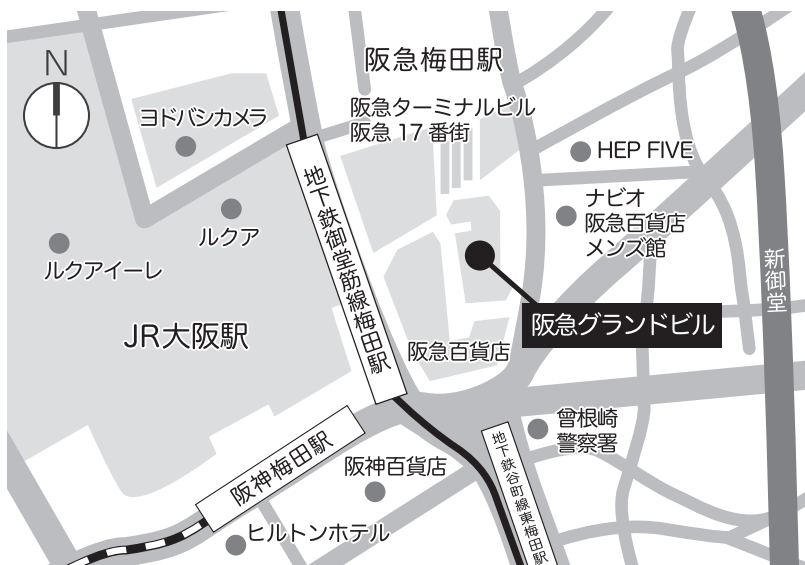 N
阪急梅田駅
ヨドバシカメラ
阪急ターミナルビル
阪急 17 番街
HEP FIVE
地下鉄御堂筋線梅田駅
ナビオ
阪急百貨店
メンズ館
ルクア
ルクアイーレ
新御堂
阪急グランドビル
JR大阪駅
阪急百貨店
曾根崎
警察署
地下鉄谷町線東梅田駅
阪神梅田駅
阪神百貨店
ヒルトンホテル